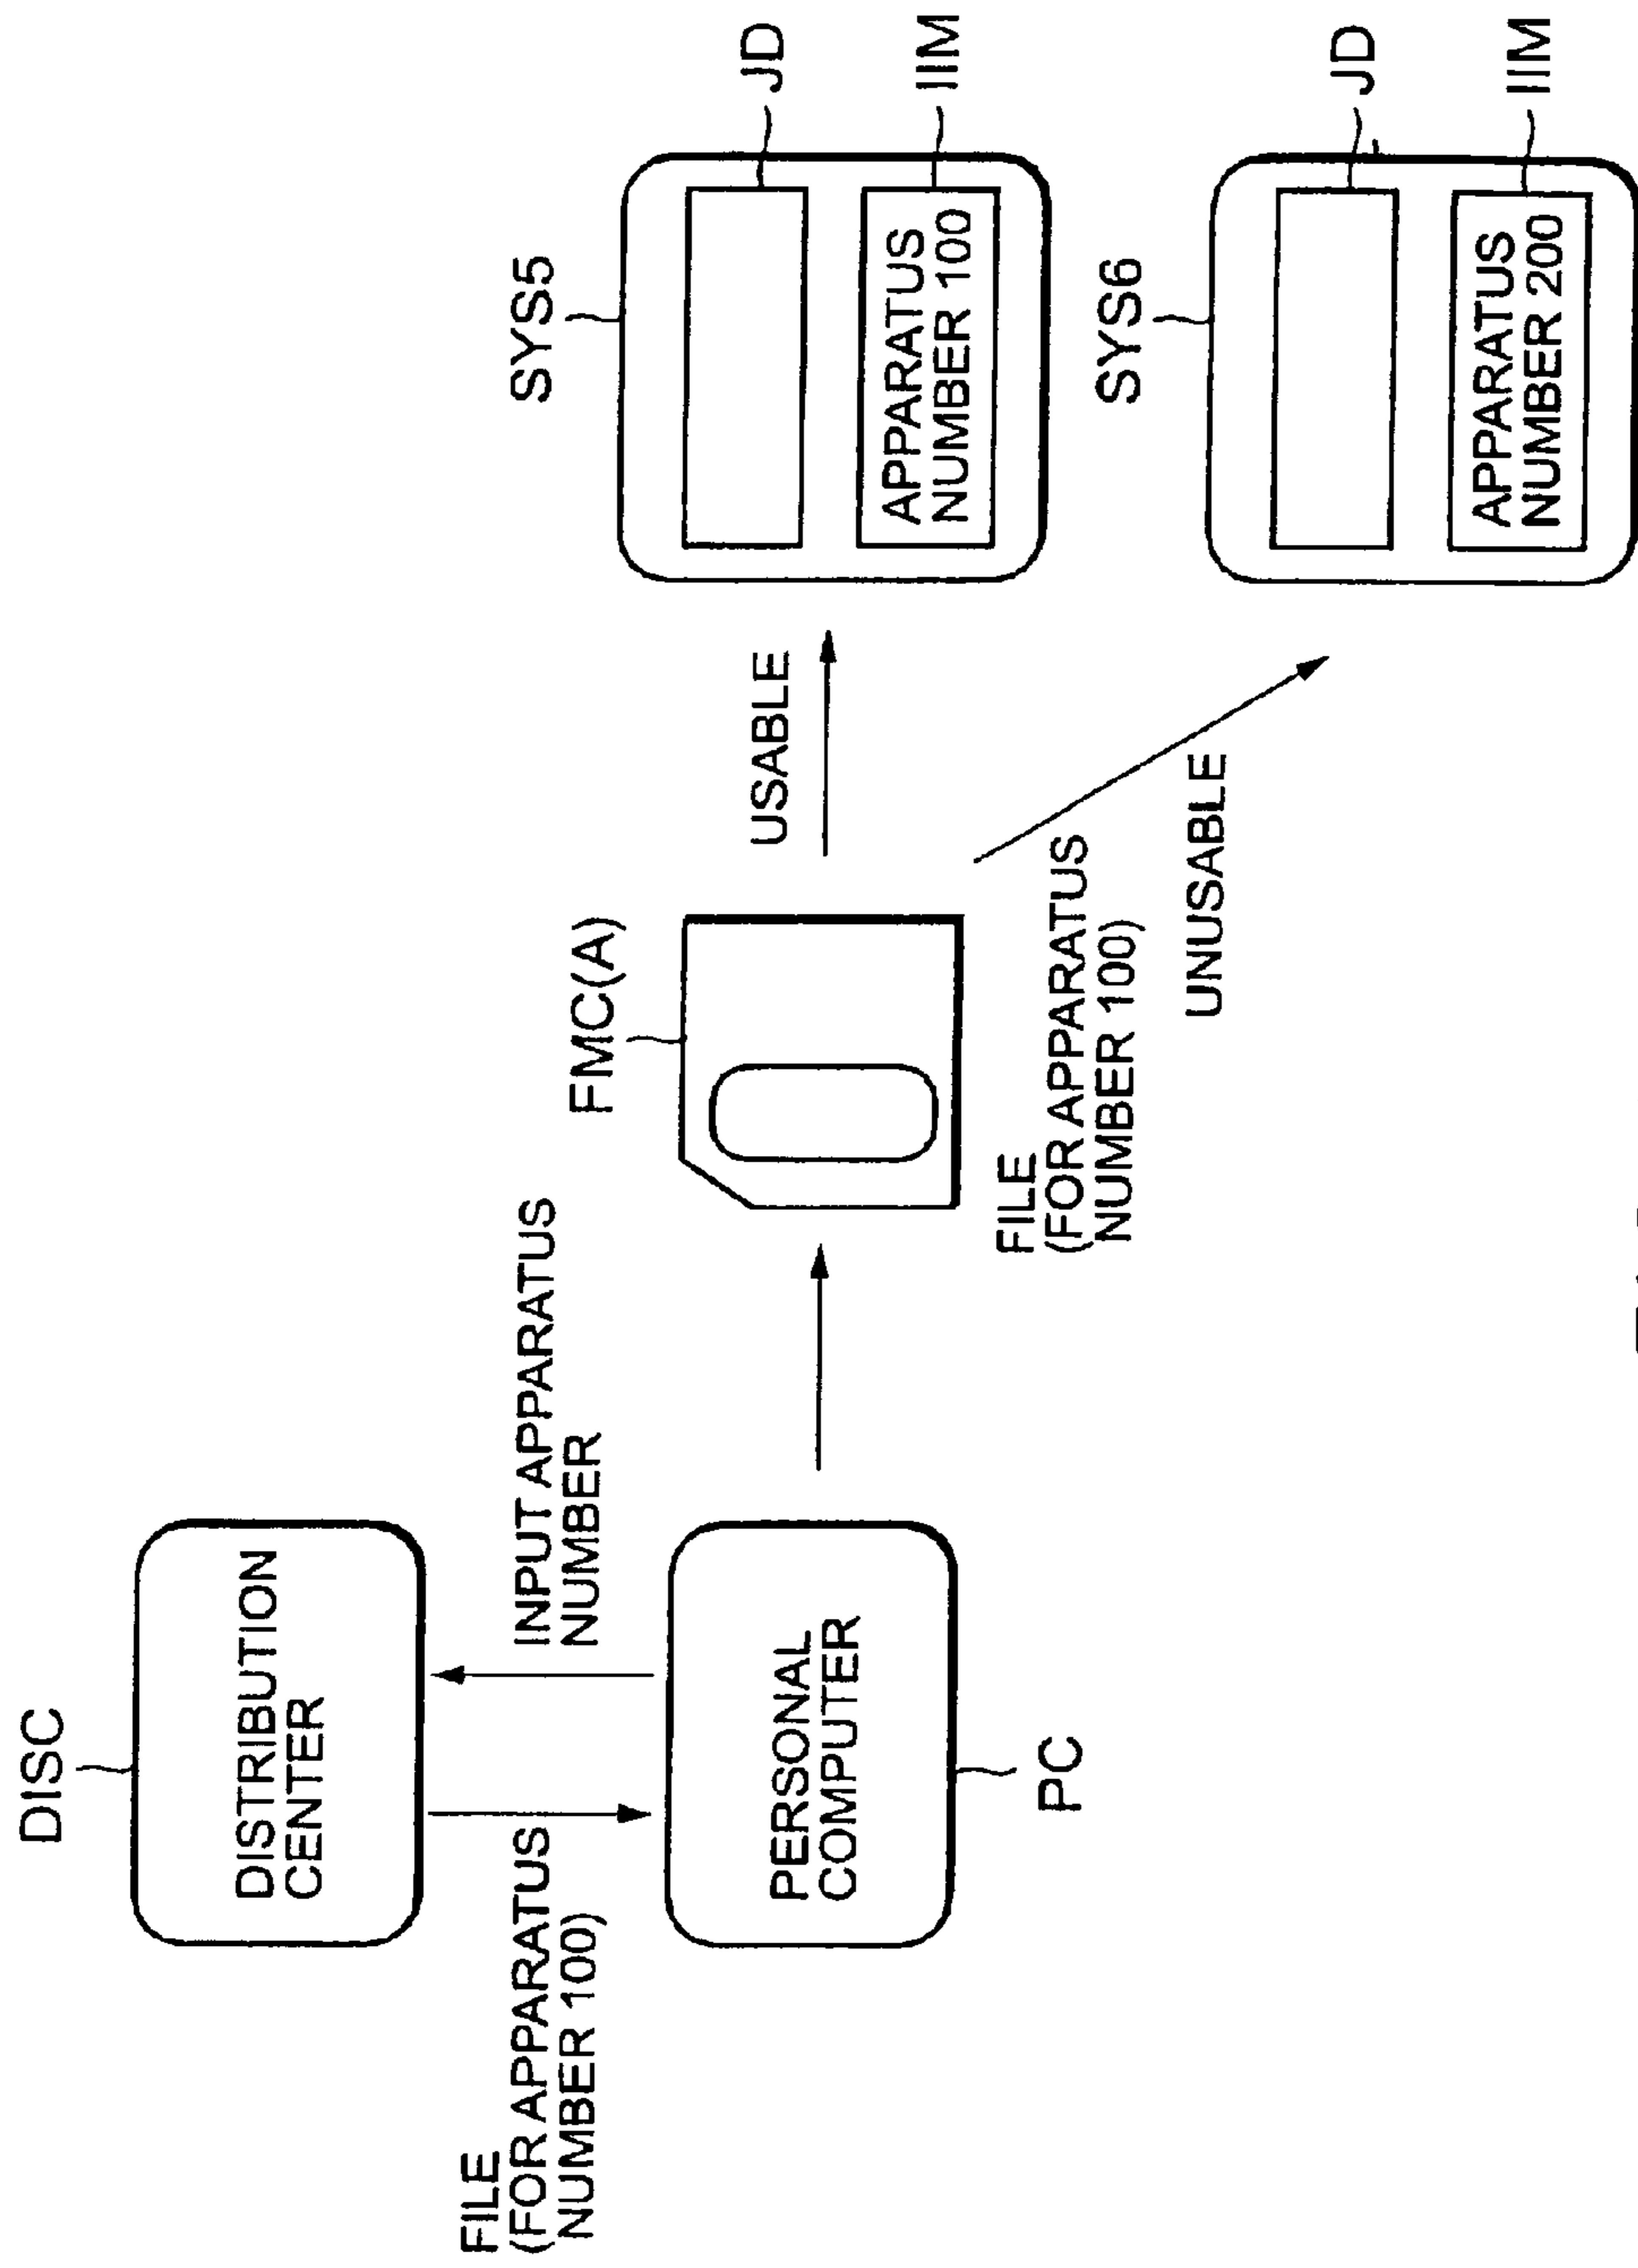 DISC
DISTRIBUTION
CENTER
FILE
(FOR APPARATUS
NUMBER 100)
INPUT APPARATUS
NUMBER
PERSONAL
COMPUTER
PC
FMC(A)
FILE
(FOR APPARATUS
NUMBER 100)
USABLE
UNUSABLE
SYS5
JD
APPARATUS
NUMBER 100
IIM
SYS6
JD
APPARATUS
NUMBER 200
IIM